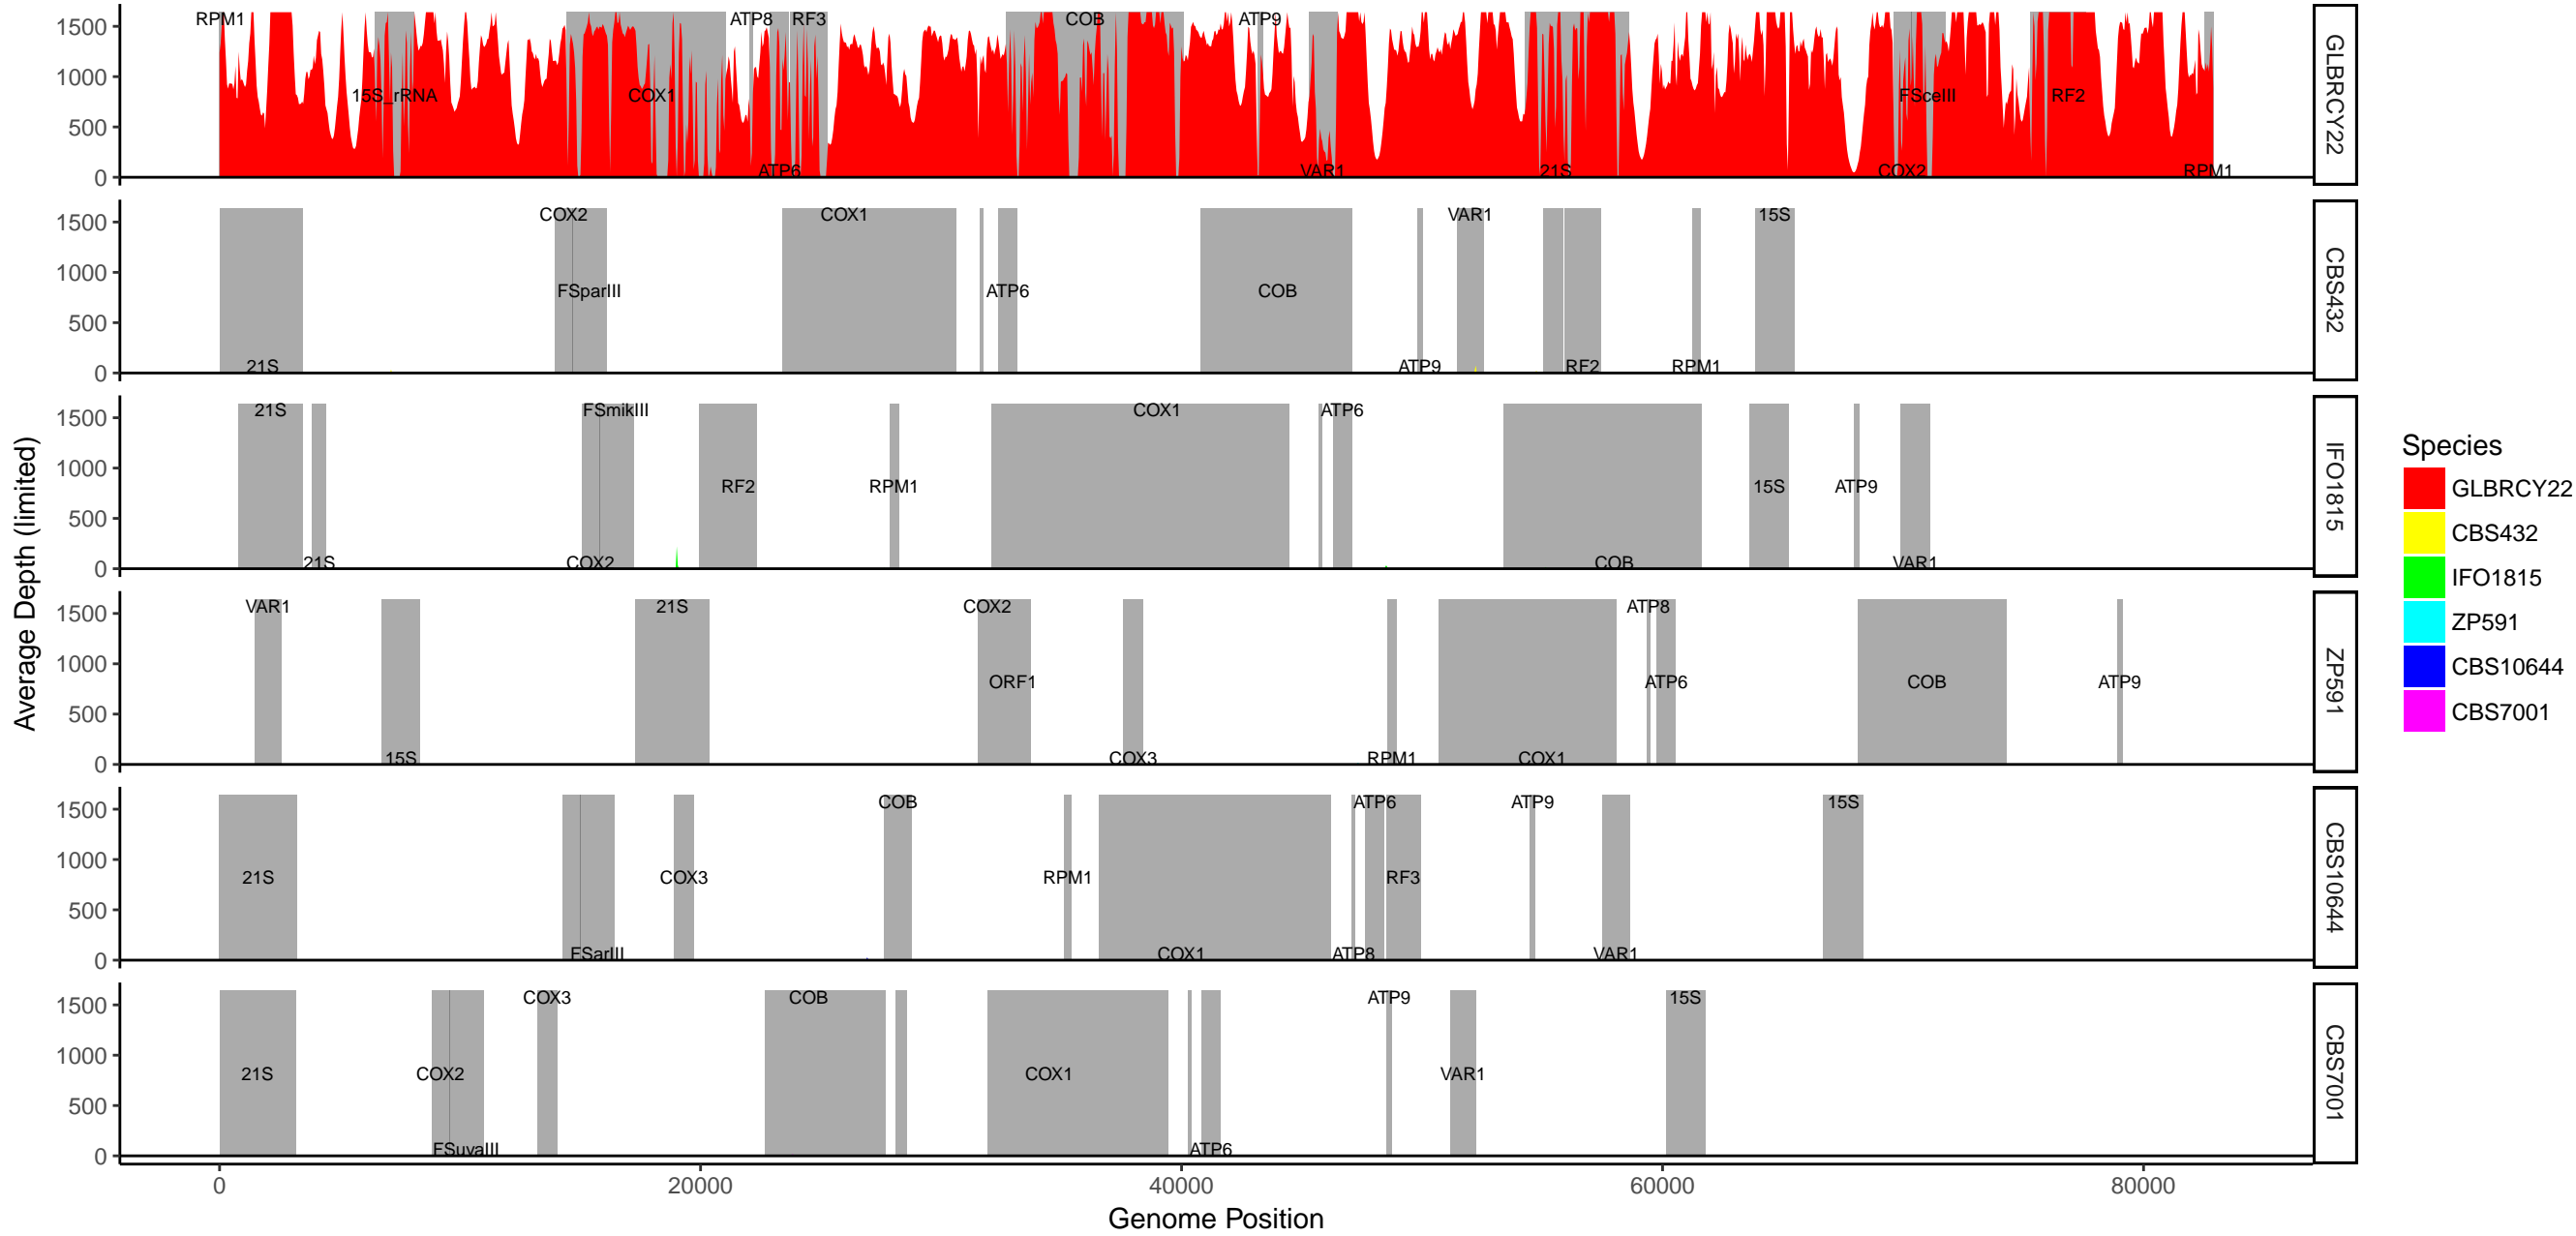 Average Depth (limited)
RPM1 ATP8 RF3 COB ATP9
15S_rRNA COX1 FSceIII RF2
ATP6 VAR1 21S COX2 RPM1
1500
1000
500
0
GLBRCY22
COX2 COX1 VAR1 15S
FSparIII ATP6 COB
21S ATP9 RF2 RPM1
1500
1000
500
0
CBS432
21S FSmikIII COX1 ATP6
RF2 RPM1 15S ATP9
21S COX2 COB VAR1
1500
1000
500
0
IFO1815
VAR1 21S COX2 ATP8
ORF1 ATP6 COB ATP9
15S COX3 RPM1 COX1
1500
1000
500
0
ZP591
COB ATP6 ATP9 15S
21S COX3 RPM1 RF3
FSarIII COX1 ATP8 VAR1
1500
1000
500
0
CBS10644
COX3 COB ATP9 15S
21S COX2 COX1 VAR1
FSuvaIII ATP6
1500
1000
500
0
CBS7001
0 20000 40000 60000 80000
Genome Position
Species
GLBRCY22
CBS432
IFO1815
ZP591
CBS10644
CBS7001